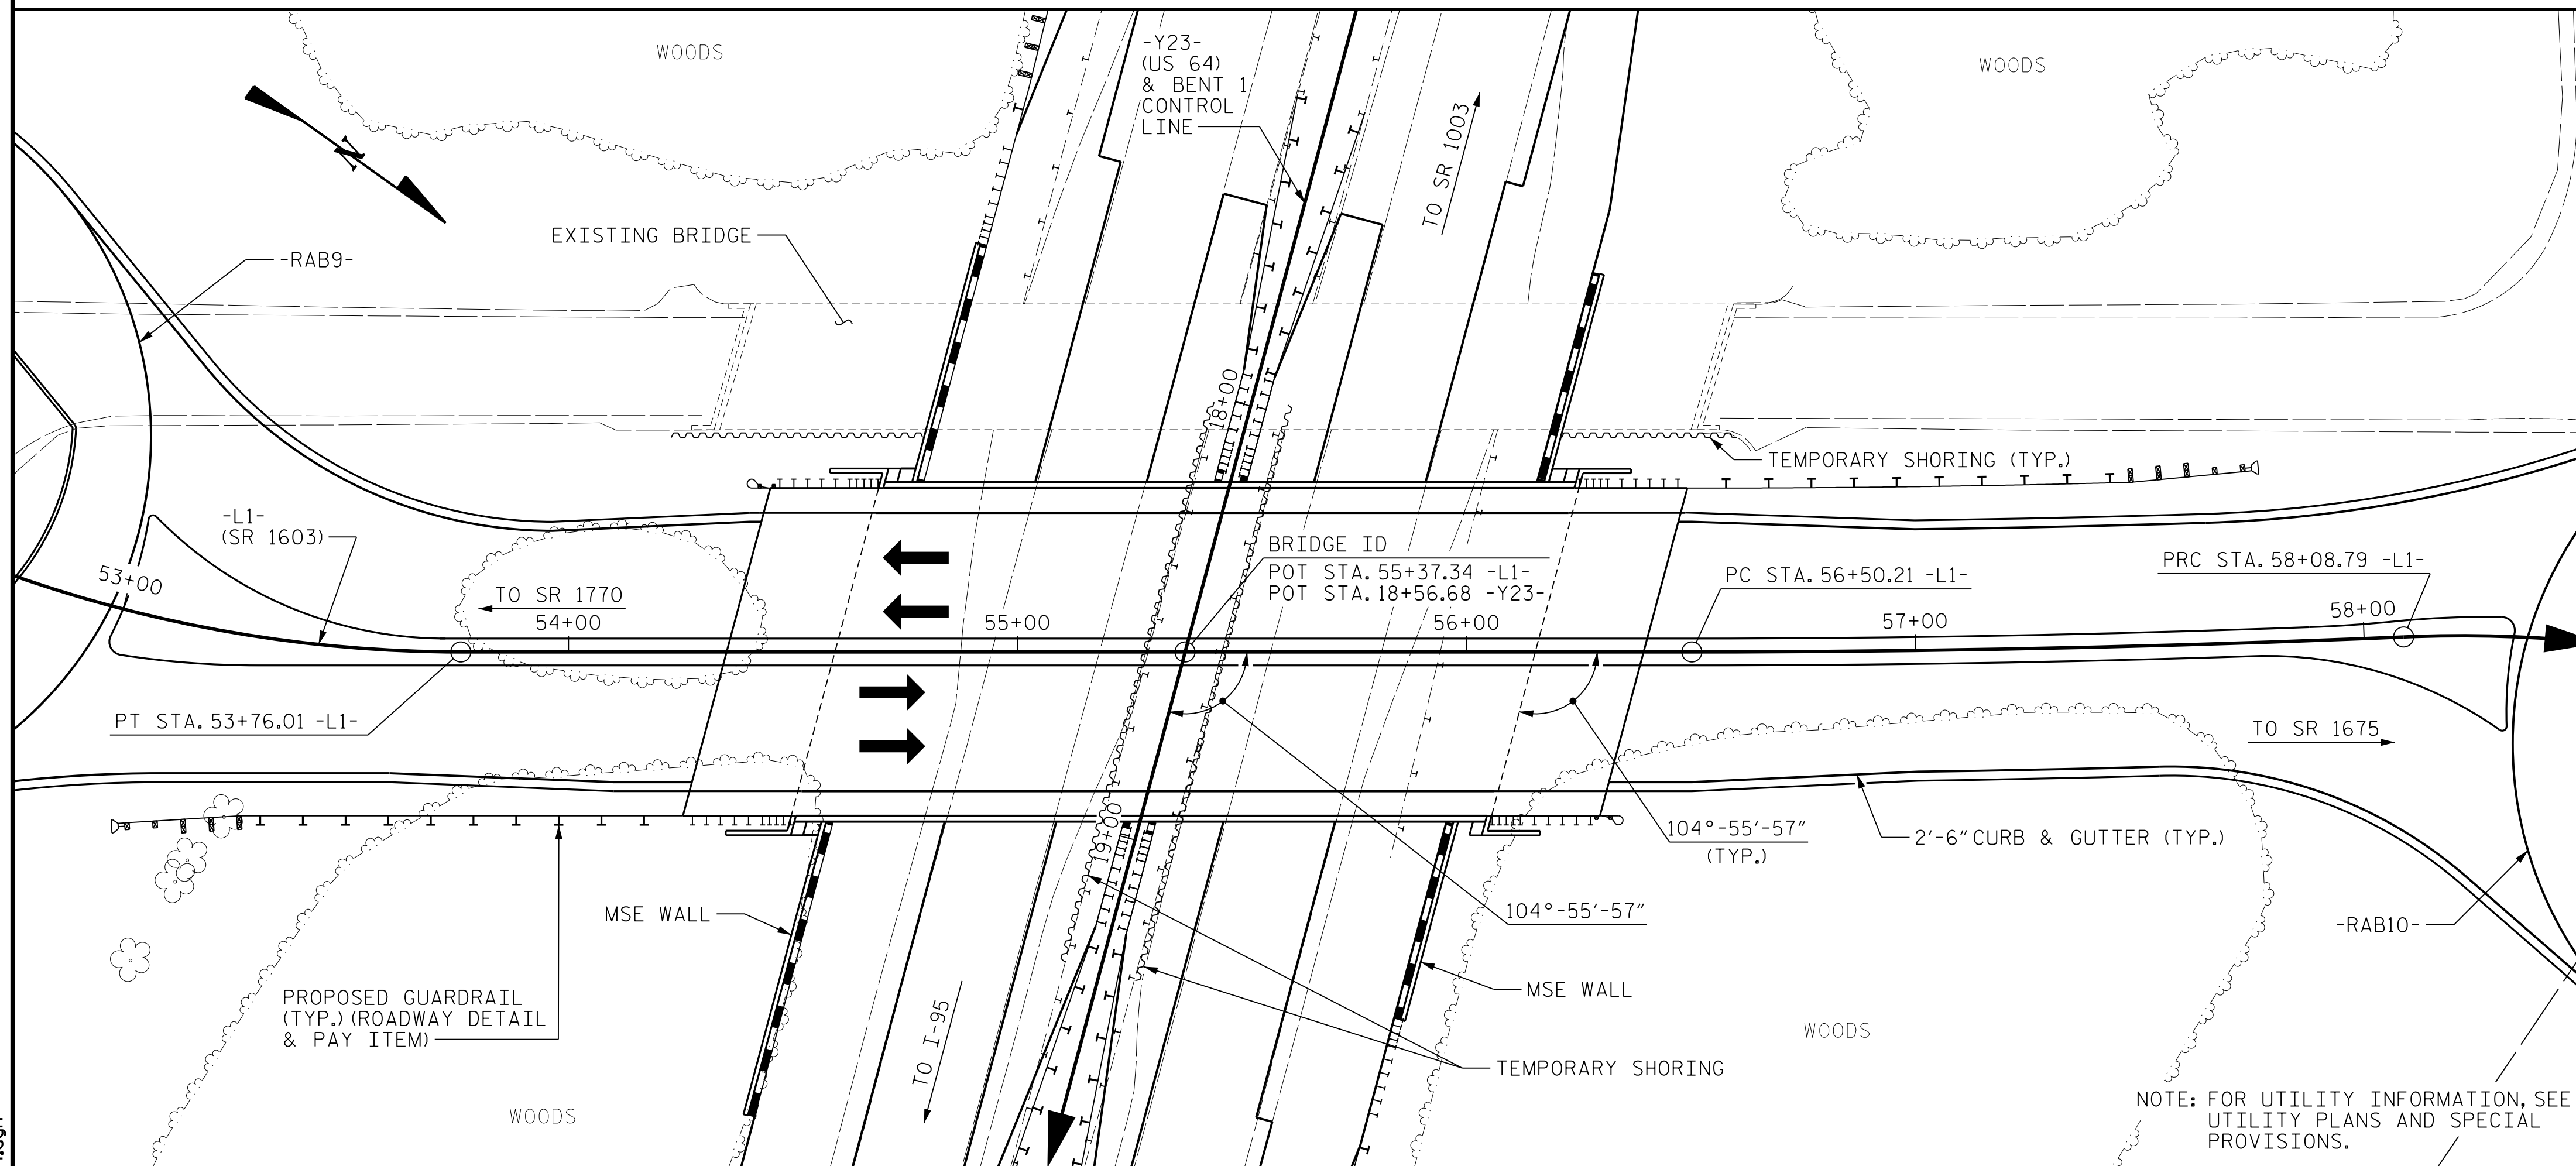 WOODS
-Y23-
(US 64)
& BENT 1
CONTROL
LINE
TO SR 1003
WOODS
EXISTING BRIDGE
-RAB9-
N
18+00
TEMPORARY SHORING (TYP.)
-L1-
(SR 1603)
53+00
TO SR 1770
54+00
55+00
BRIDGE ID
POT STA. 55+37.34 -L1-
POT STA. 18+56.68 -Y23-
56+00
PC STA. 56+50.21 -L1-
57+00
PRC STA. 58+08.79 -L1-
58+00
PT STA. 53+76.01 -L1-
TO SR 1675
19+00
104°-55'-57"
(TYP.)
2'-6" CURB & GUTTER (TYP.)
MSE WALL
104°-55'-57"
-RAB10-
PROPOSED GUARDRAIL
(TYP.) (ROADWAY DETAIL
& PAY ITEM)
TO I-95
MSE WALL
TEMPORARY SHORING
WOODS
WOODS
NOTE: FOR UTILITY INFORMATION, SEE
UTILITY PLANS AND SPECIAL
PROVISIONS.